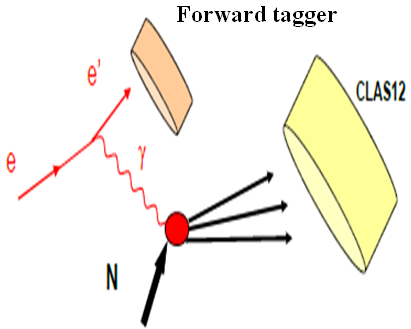 Forward tagger
e'
CLAS12
e
γ
N